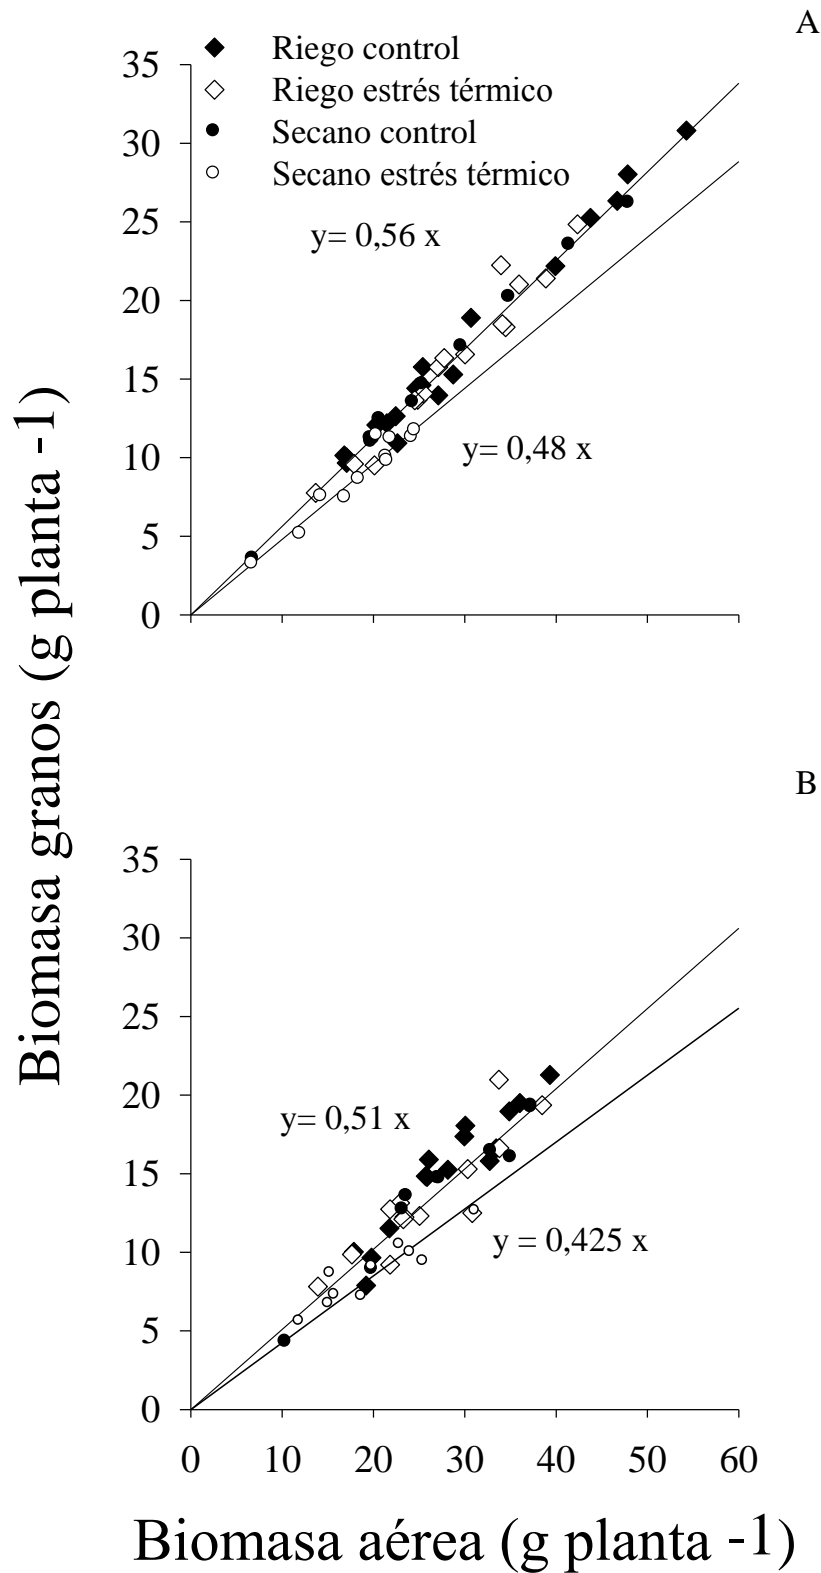 A
Riego control
Riego estrés térmico
Secano control
Secano estrés térmico
35
30
25
20
15
10
5
0
y= 0,56 x
y= 0,48 x
Biomasa granos (g planta -1)
B
35
30
25
20
15
10
5
0
y= 0,51 x
y = 0,425 x
0 10 20 30 40 50 60
Biomasa aérea (g planta -1)